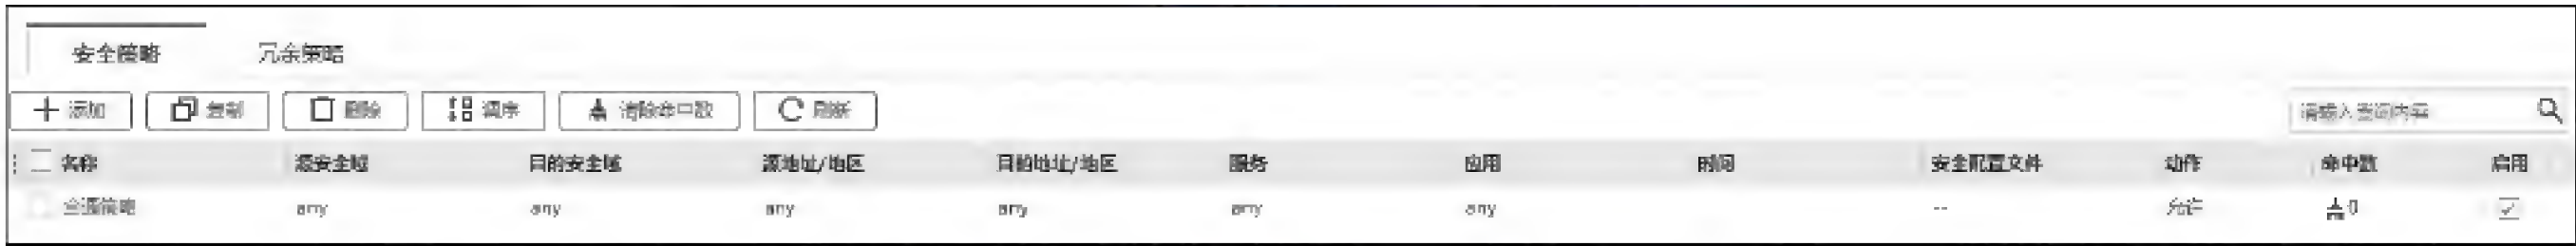 安全策略 冗余策略
添加 复制 删除 调序 清除命中数 刷新 请输入查询内容
名称 源安全域 目的安全域 源地址/地区 目的地址/地区 服务 应用 时间 安全配置文件 动作 命中数 启用
全通策略 any any any any any any -- 允许 0